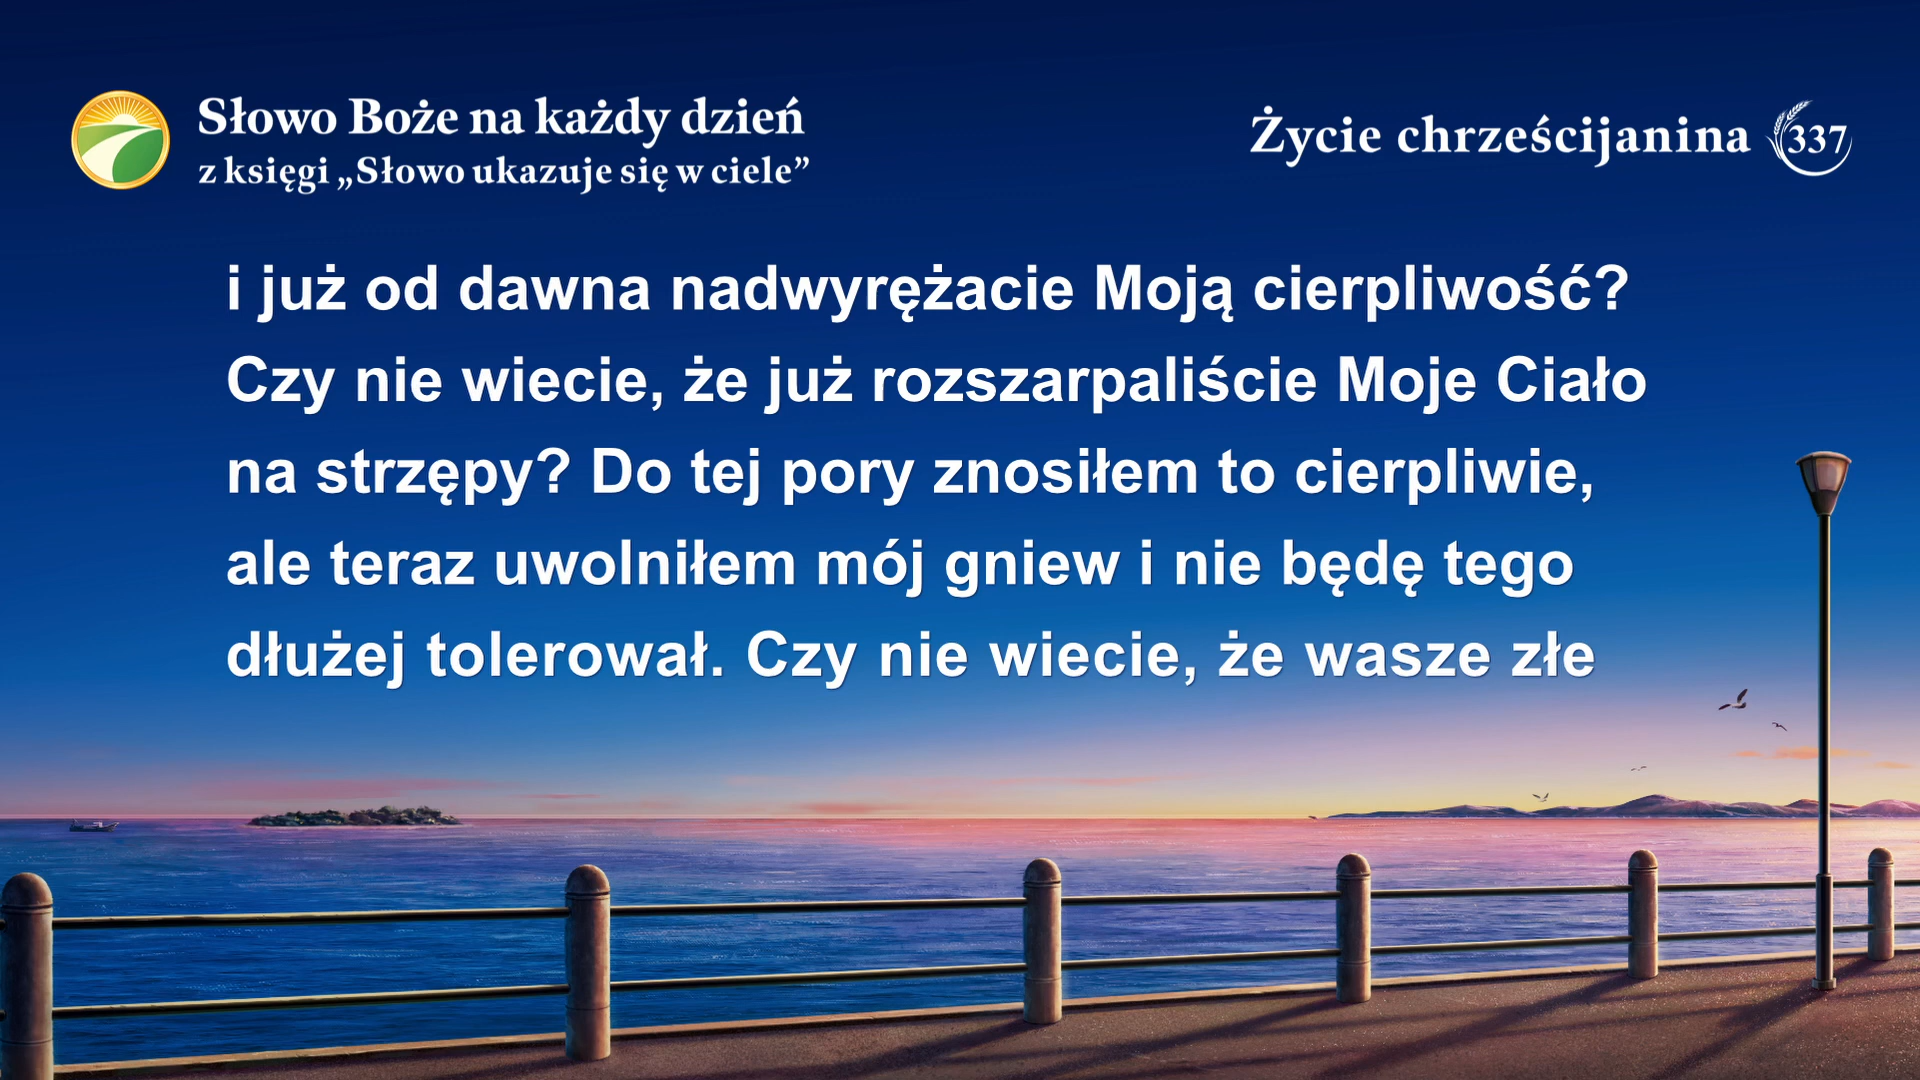 Słowo Boże na każdy dzień
z księgi „Słowo ukazuje się w ciele”
Życie chrześcijanina 337
i już od dawna nadwyrężacie Moją cierpliwość?
Czy nie wiecie, że już rozszarpaliście Moje Ciało
na strzępy? Do tej pory znosiłem to cierpliwie,
ale teraz uwolniłem mój gniew i nie będę tego
dłużej tolerował. Czy nie wiecie, że wasze złe